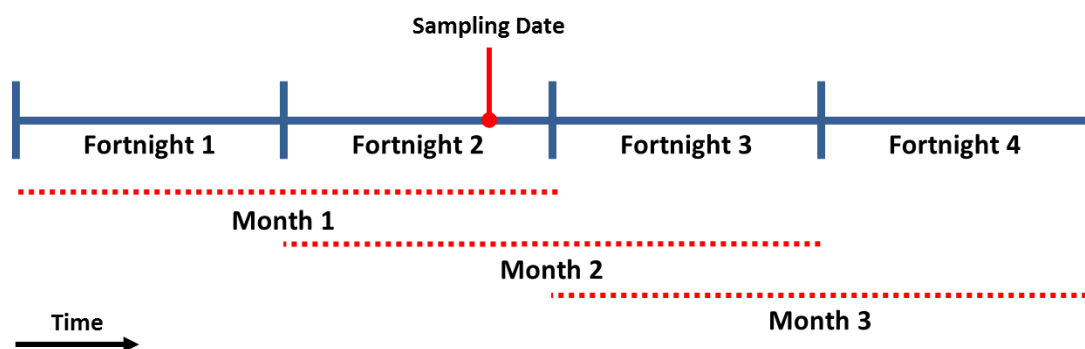 Sampling Date
Fortnight 1
Fortnight 2
Fortnight 3
Fortnight 4
Month 1
Month 2
Month 3
Time